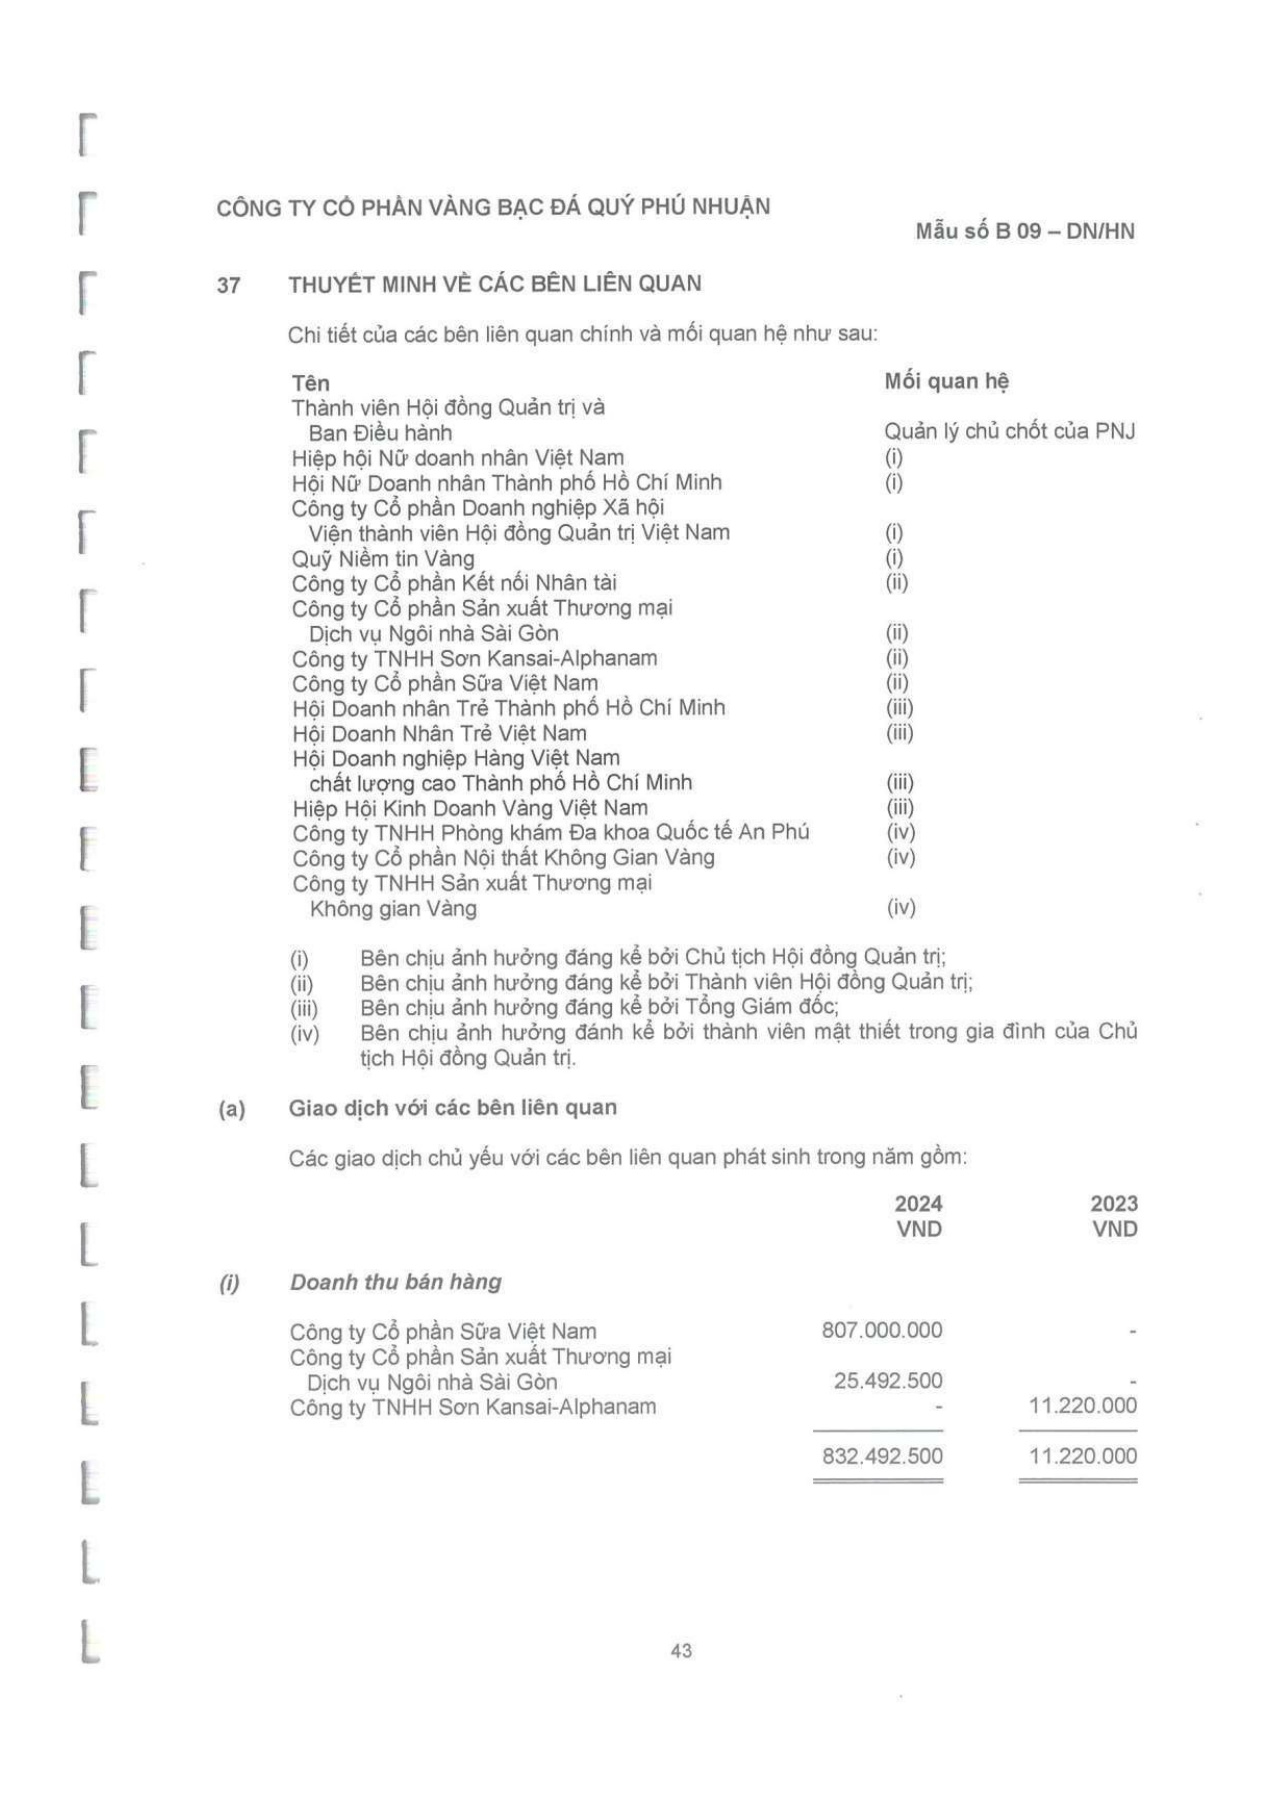 CÔNG TY CỔ PHẦN VÀNG BẠC ĐÁ QUÝ PHÚ NHUẬN
Mẫu số B 09 – DN/HN
37 THUYẾT MINH VỀ CÁC BÊN LIÊN QUAN
Chi tiết của các bên liên quan chính và mối quan hệ như sau:
Tên Mối quan hệ
Thành viên Hội đồng Quản trị và
Ban Điều hành Quản lý chủ chốt của PNJ
Hiệp hội Nữ doanh nhân Việt Nam (i)
Hội Nữ Doanh nhân Thành phố Hồ Chí Minh (i)
Công ty Cổ phần Doanh nghiệp Xã hội
Viện thành viên Hội đồng Quản trị Việt Nam (i)
Quỹ Niềm tin Vàng (i)
Công ty Cổ phần Kết nối Nhân tài (ii)
Công ty Cổ phần Sản xuất Thương mại
Dịch vụ Ngôi nhà Sài Gòn (ii)
Công ty TNHH Sơn Kansai-Alphanam (ii)
Công ty Cổ phần Sữa Việt Nam (ii)
Hội Doanh nhân Trẻ Thành phố Hồ Chí Minh (iii)
Hội Doanh Nhân Trẻ Việt Nam (iii)
Hội Doanh nghiệp Hàng Việt Nam
chất lượng cao Thành phố Hồ Chí Minh (iii)
Hiệp Hội Kinh Doanh Vàng Việt Nam (iii)
Công ty TNHH Phòng khám Đa khoa Quốc tế An Phú (iv)
Công ty Cổ phần Nội thất Không Gian Vàng (iv)
Công ty TNHH Sản xuất Thương mại
Không gian Vàng (iv)
(i) Bên chịu ảnh hưởng đáng kể bởi Chủ tịch Hội đồng Quản trị;
(ii) Bên chịu ảnh hưởng đáng kể bởi Thành viên Hội đồng Quản trị;
(iii) Bên chịu ảnh hưởng đáng kể bởi Tổng Giám đốc;
(iv) Bên chịu ảnh hưởng đánh kể bởi thành viên mật thiết trong gia đình của Chủ
tịch Hội đồng Quản trị.
(a) Giao dịch với các bên liên quan
Các giao dịch chủ yếu với các bên liên quan phát sinh trong năm gồm:
2024 2023
VND VND
(i) Doanh thu bán hàng
Công ty Cổ phần Sữa Việt Nam 807.000.000 -
Công ty Cổ phần Sản xuất Thương mại
Dịch vụ Ngôi nhà Sài Gòn 25.492.500 -
Công ty TNHH Sơn Kansai-Alphanam - 11.220.000
832.492.500 11.220.000
43